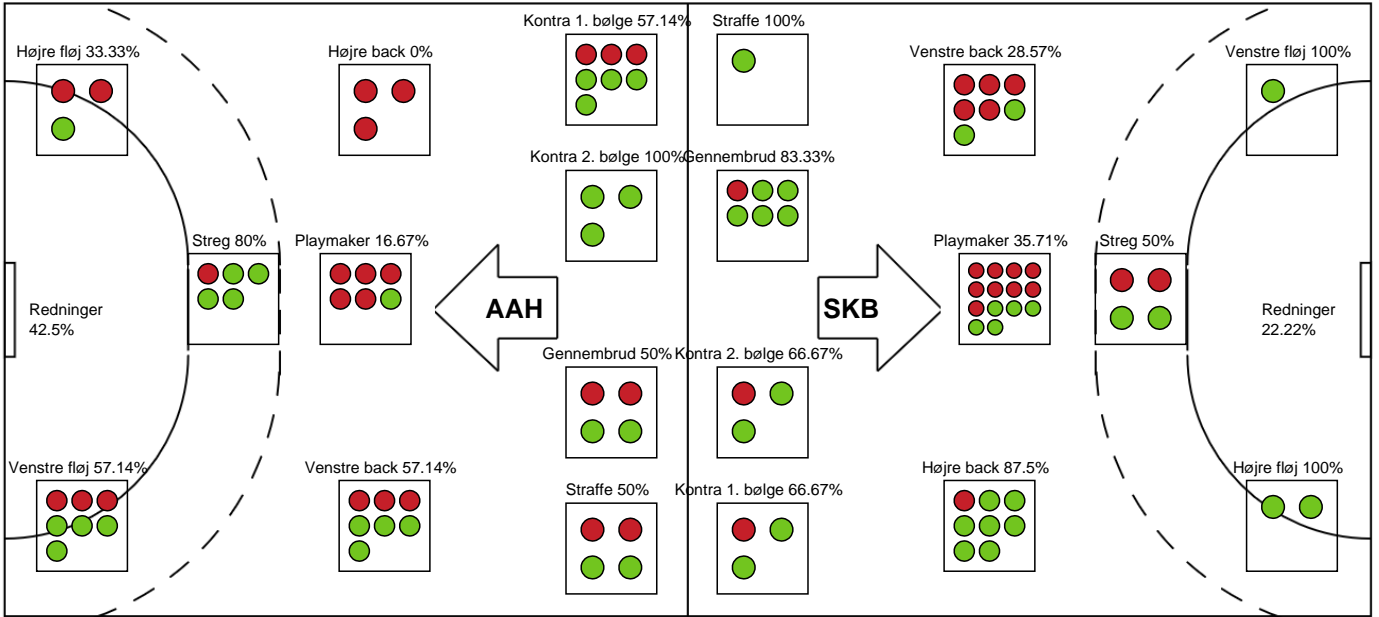 Kontra 1. bølge 57.14%
Straffe 100%
Højre fløj 33.33%
Højre back 0%
Venstre back 28.57%
Venstre fløj 100%
Kontra 2. bølge 100%
Gennembrud 83.33%
Streg 80%
Playmaker 16.67%
Playmaker 35.71%
Streg 50%
Redninger
42.5%
AAH
SKB
Redninger
22.22%
Gennembrud 50%
Kontra 2. bølge 66.67%
Venstre fløj 57.14%
Venstre back 57.14%
Højre back 87.5%
Højre fløj 100%
Straffe 50%
Kontra 1. bølge 66.67%